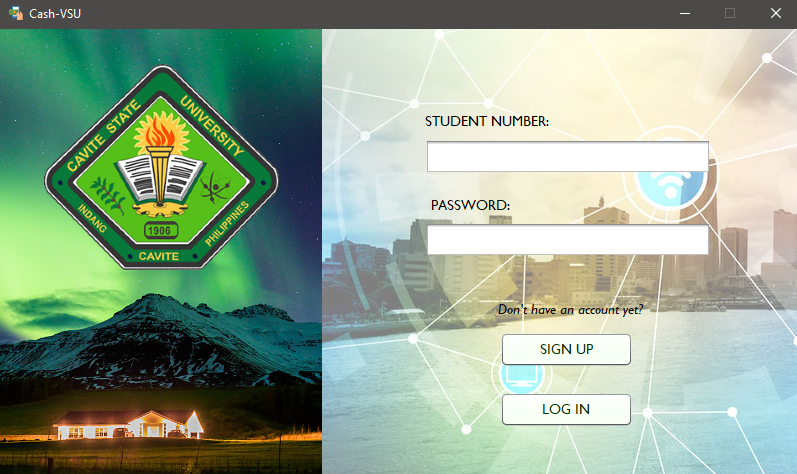 Cash-VSU
CAVITE STATE UNIVERSITY
1906
INDANG CAVITE PHILIPPINES
STUDENT NUMBER:
PASSWORD:
Don't have an account yet?
SIGN UP
LOG IN